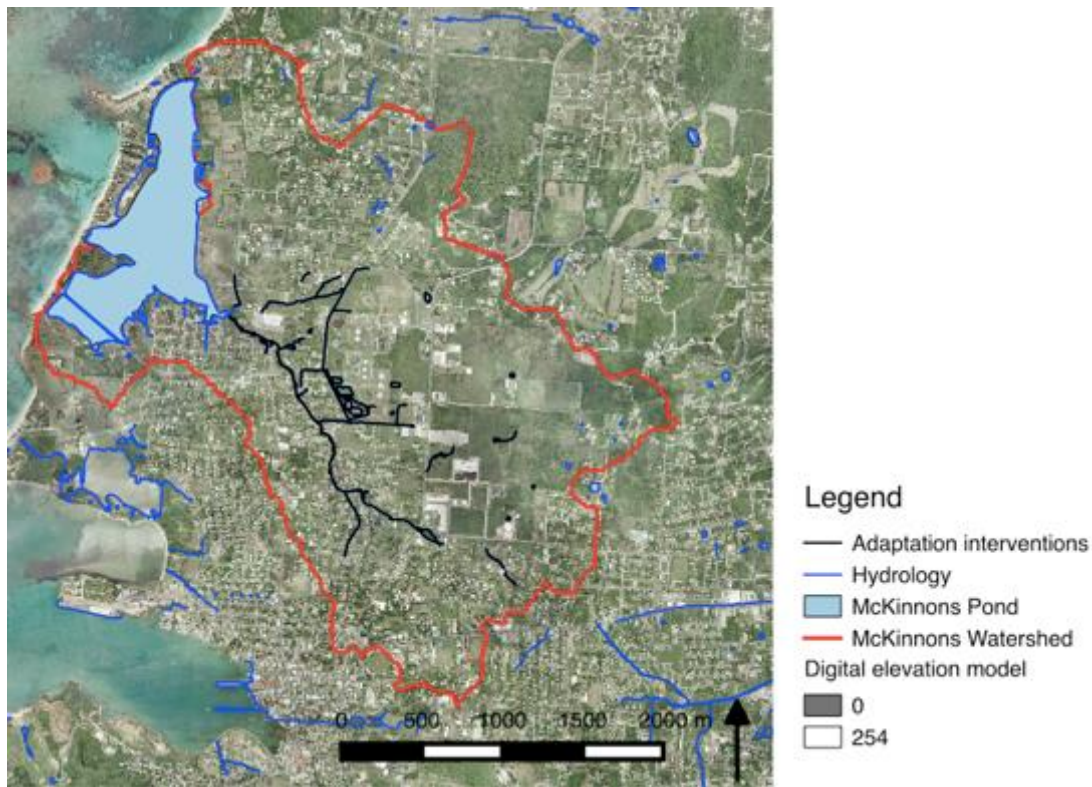 0 500 1000 1500 2000 m
Legend
Adaptation interventions
Hydrology
McKinnons Pond
McKinnons Watershed
Digital elevation model
0
254